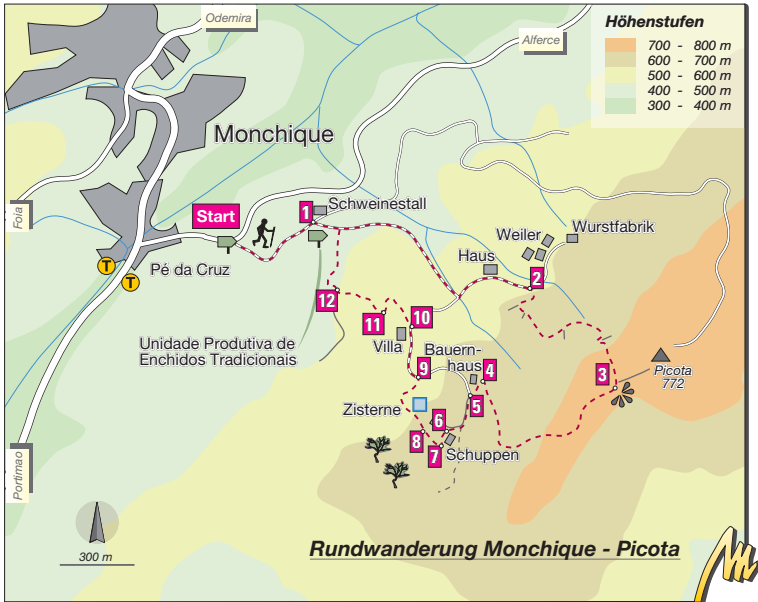 Odemira
Alferce
Höhenstufen
700 - 800 m
600 - 700 m
500 - 600 m
400 - 500 m
300 - 400 m
Monchique
Foia
Start
1
Schweinestall
Weiler
Wurstfabrik
Haus
2
T
T
Pé da Cruz
12
11
10
Villa
Unidade Produtiva de
Enchidos Tradicionais
Bauern-
haus
9
4
3
Picota
772
Zisterne
5
6
8
7
Schuppen
Portimao
300 m
Rundwanderung Monchique - Picota